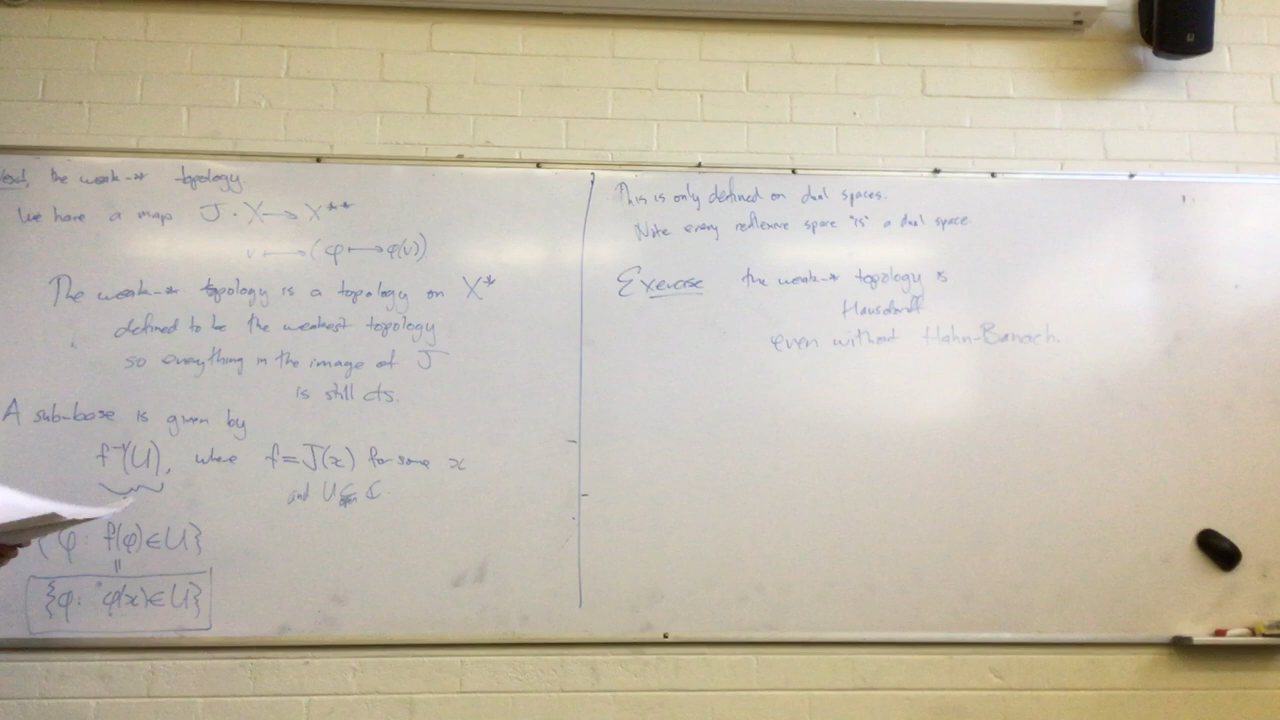 the weak-* topology.
We have a map J: X → X**
v ⟼ (φ ⟼ φ(v))
The weak-* topology is a topology on X*
defined to be the weakest topology
so everything in the image of J
is still cts.
A sub-base is given by
f⁻¹(U), where f = J(x) for some x
and U ⊆ ℂ.
{φ: f(φ) ∈ U}
=
{φ: φ(x) ∈ U}
This is only defined on dual spaces.
Note every reflexive space "is" a dual space
Exercise the weak-* topology is
Hausdorff
even without Hahn-Banach.